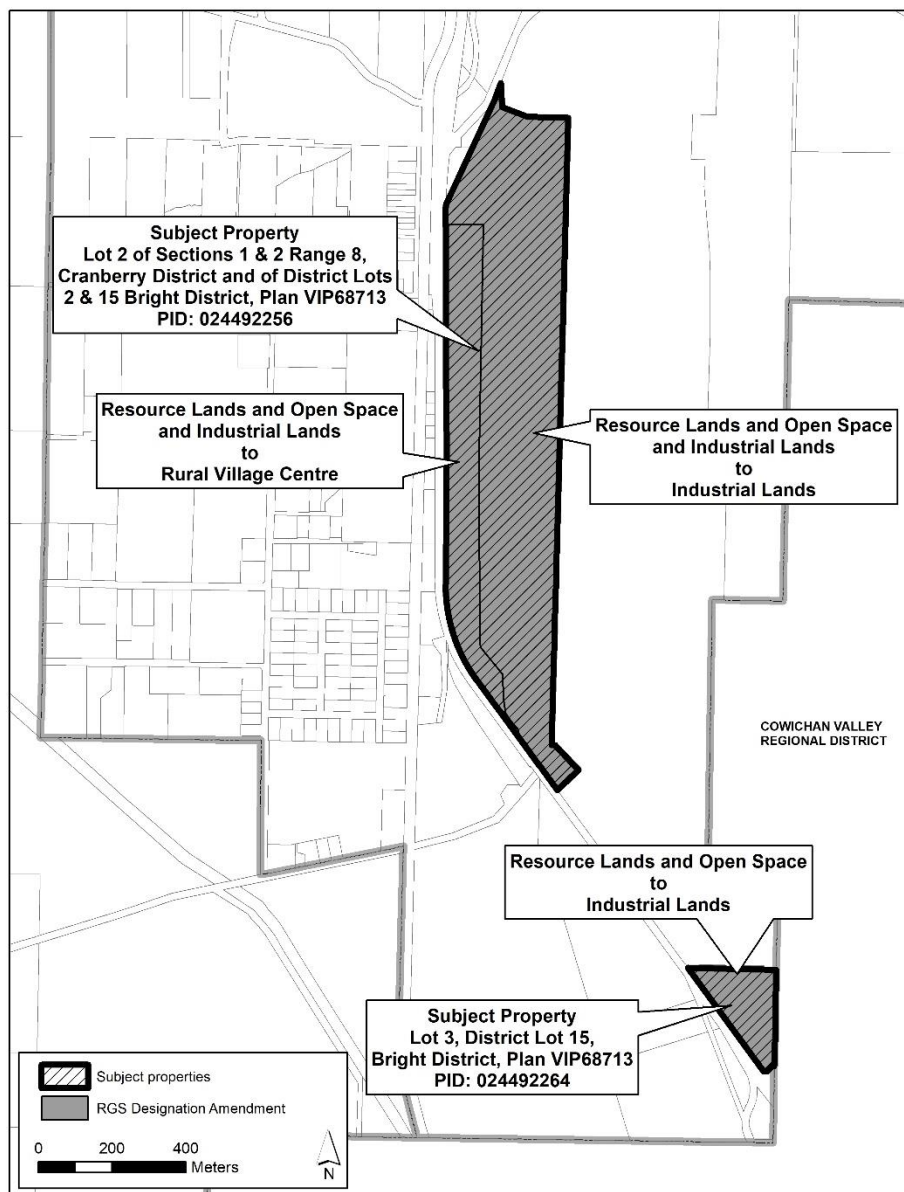 Subject Property
Lot 2 of Sections 1 & 2 Range 8,
Cranberry District and of District Lots
2 & 15 Bright District, Plan VIP68713
PID: 024492256
Resource Lands and Open Space
and Industrial Lands
to
Rural Village Centre
Resource Lands and Open Space
and Industrial Lands
to
Industrial Lands
COWICHAN VALLEY
REGIONAL DISTRICT
Resource Lands and Open Space
to
Industrial Lands
Subject Property
Lot 3, District Lot 15,
Bright District, Plan VIP68713
PID: 024492264
Subject properties
RGS Designation Amendment
0 200 400
Meters
N